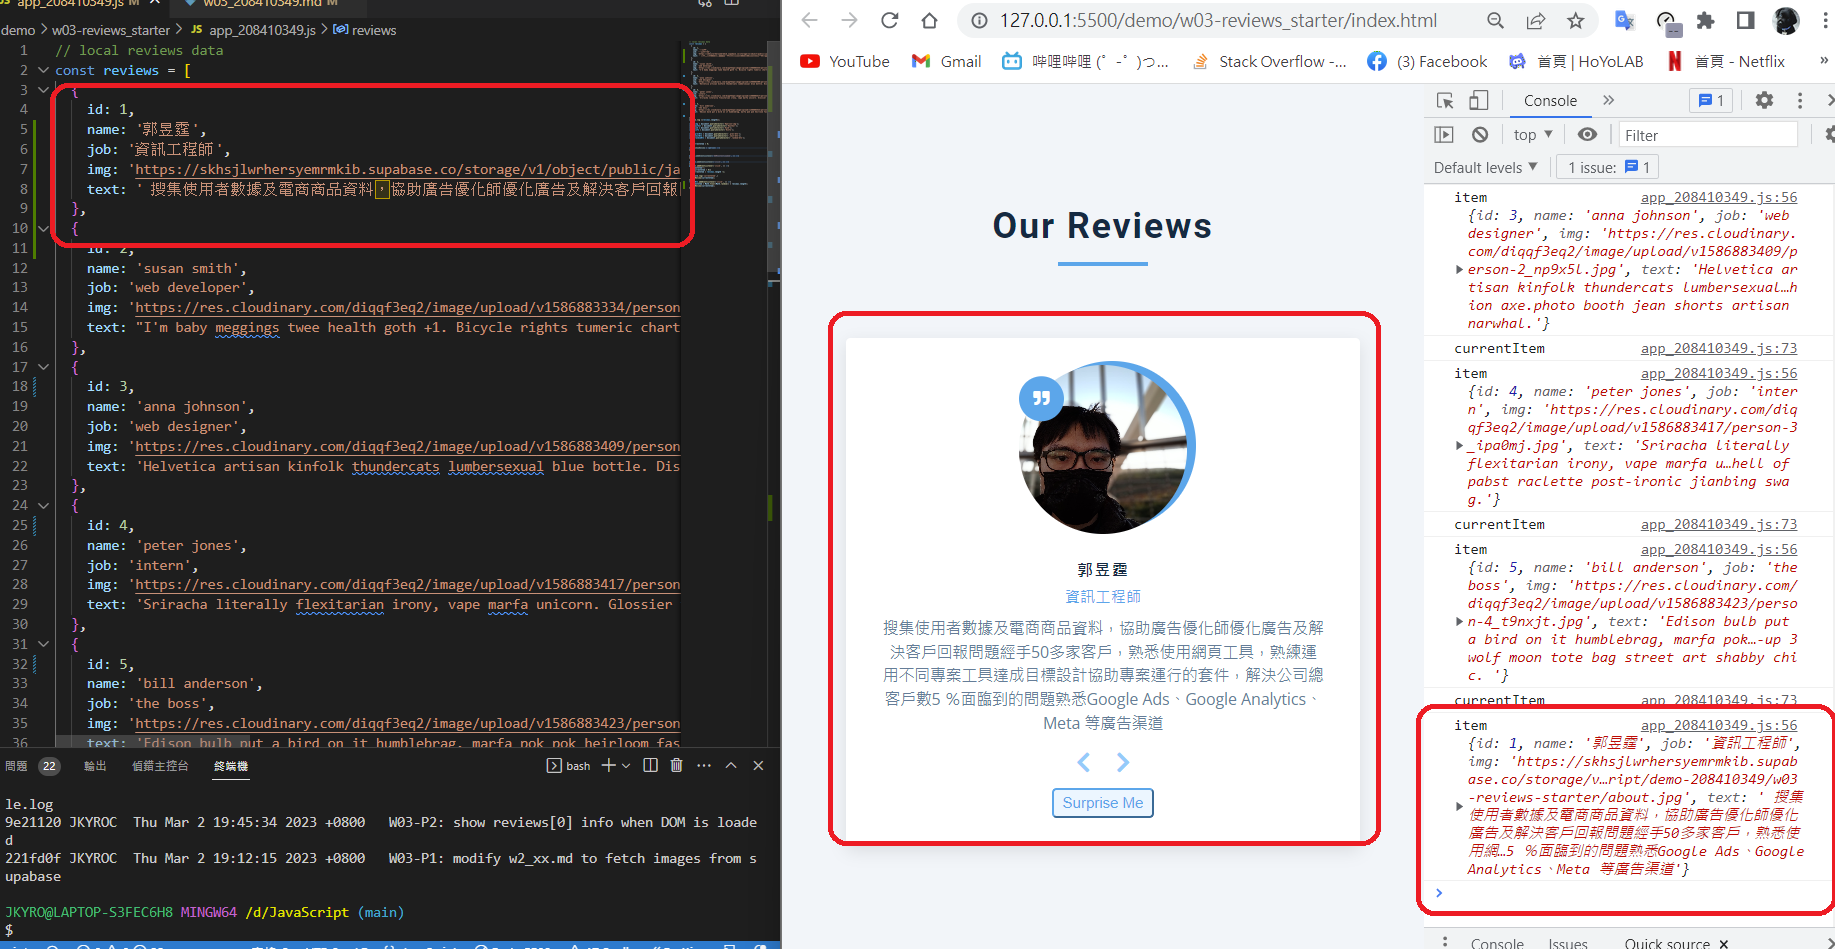 app_208410349.js M
w03_208410349.md M
demo > w03-reviews_starter > JS app_208410349.js > reviews
1 // local reviews data
2 const reviews = [
3 {
4 id: 1,
5 name: '郭昱霆',
6 job: '資訊工程師',
7 img: 'https://skhsjlwrhersyemrmkib.supabase.co/storage/v1/object/public/ja
8 text: ' 搜集使用者數據及電商商品資料，協助廣告優化師優化廣告及解決客戶回報
9 },
10 {
11 id: 2,
12 name: 'susan smith',
13 job: 'web developer',
14 img: 'https://res.cloudinary.com/diqqf3eq2/image/upload/v1586883334/person
15 text: "I'm baby meggings twee health goth +1. Bicycle rights tumeric chart
16 },
17 {
18 id: 3,
19 name: 'anna johnson',
20 job: 'web designer',
21 img: 'https://res.cloudinary.com/diqqf3eq2/image/upload/v1586883409/person
22 text: 'Helvetica artisan kinfolk thundercats lumbersexual blue bottle. Dis
23 },
24 {
25 id: 4,
26 name: 'peter jones',
27 job: 'intern',
28 img: 'https://res.cloudinary.com/diqqf3eq2/image/upload/v1586883417/person
29 text: 'Sriracha literally flexitarian irony, vape marfa unicorn. Glossier
30 },
31 {
32 id: 5,
33 name: 'bill anderson',
34 job: 'the boss',
35 img: 'https://res.cloudinary.com/diqqf3eq2/image/upload/v1586883423/person
36 text: 'Edison bulb put a bird on it humblebrag, marfa pok pok heirloom fas
問題 22 輸出 偵錯主控台 終端機 bash
le.log
9e21120 JKYROC Thu Mar 2 19:45:34 2023 +0800 W03-P2: show reviews[0] info when DOM is loade
d
221fd0f JKYROC Thu Mar 2 19:12:15 2023 +0800 W03-P1: modify w2_xx.md to fetch images from s
upabase
JKYRO@LAPTOP-S3FEC6H8 MINGW64 /d/JavaScript (main)
$
127.0.0.1:5500/demo/w03-reviews_starter/index.html
YouTube Gmail 嗶哩嗶哩 (゜-゜)つ... Stack Overflow -... (3) Facebook 首頁 | HoYoLAB 首頁 - Netflix »
Our Reviews
郭昱霆
資訊工程師
搜集使用者數據及電商商品資料，協助廣告優化師優化廣告及解
決客戶回報問題經手50多家客戶，熟悉使用網頁工具，熟練運
用不同專案工具達成目標設計協助專案運行的套件，解決公司總
客戶數5 %面臨到的問題熟悉Google Ads、Google Analytics、
Meta 等廣告渠道
Surprise Me
Console » 1
top Filter
Default levels 1 issue: 1
item app_208410349.js:56
{id: 3, name: 'anna johnson', job: 'web
designer', img: 'https://res.cloudinary.
com/diqqf3eq2/image/upload/v1586883409/p
erson-2_np9x5l.jpg', text: 'Helvetica ar
tisan kinfolk thundercats lumbersexual…h
ion axe.photo booth jean shorts artisan
narwhal.'}
currentItem app_208410349.js:73
item app_208410349.js:56
{id: 4, name: 'peter jones', job: 'inter
n', img: 'https://res.cloudinary.com/diq
qf3eq2/image/upload/v1586883417/person-3
_ipa0mj.jpg', text: 'Sriracha literally
flexitarian irony, vape marfa u…hell of
pabst raclette post-ironic jianbing swa
g.'}
currentItem app_208410349.js:73
item app_208410349.js:56
{id: 5, name: 'bill anderson', job: 'the
boss', img: 'https://res.cloudinary.com/
diqqf3eq2/image/upload/v1586883423/perso
n-4_t9nxjt.jpg', text: 'Edison bulb put
a bird on it humblebrag, marfa pok…-up 3
wolf moon tote bag street art shabby chi
c. '}
currentItem app_208410349.js:73
item app_208410349.js:56
{id: 1, name: '郭昱霆', job: '資訊工程師',
img: 'https://skhsjlwrhersyemrmkib.supab
ase.co/storage/v…ript/demo-208410349/w03
-reviews-starter/about.jpg', text: ' 搜集
使用者數據及電商商品資料，協助廣告優化師優化
廣告及解決客戶回報問題經手50多家客戶，熟悉使
用網…5 %面臨到的問題熟悉Google Ads、Google
Analytics、Meta 等廣告渠道'}
Console Issues Quick source